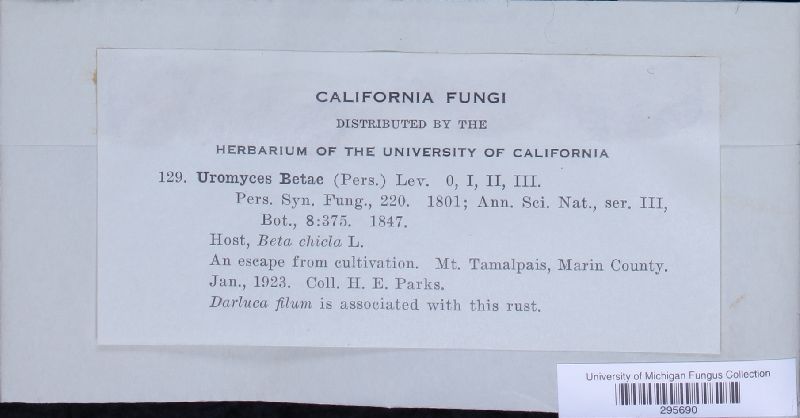 CALIFORNIA FUNGI
DISTRIBUTED BY THE
HERBARIUM OF THE UNIVERSITY OF CALIFORNIA
129. Uromyces Betae (Pers.) Lev. 0, I, II, III.
Pers. Syn. Fung., 220. 1801; Ann. Sci. Nat., ser. III,
Bot., 8:375. 1847.
Host, Beta chicla L.
An escape from cultivation. Mt. Tamalpais, Marin County.
Jan., 1923. Coll. H. E. Parks.
Darluca filum is associated with this rust.
University of Michigan Fungus Collection
295690